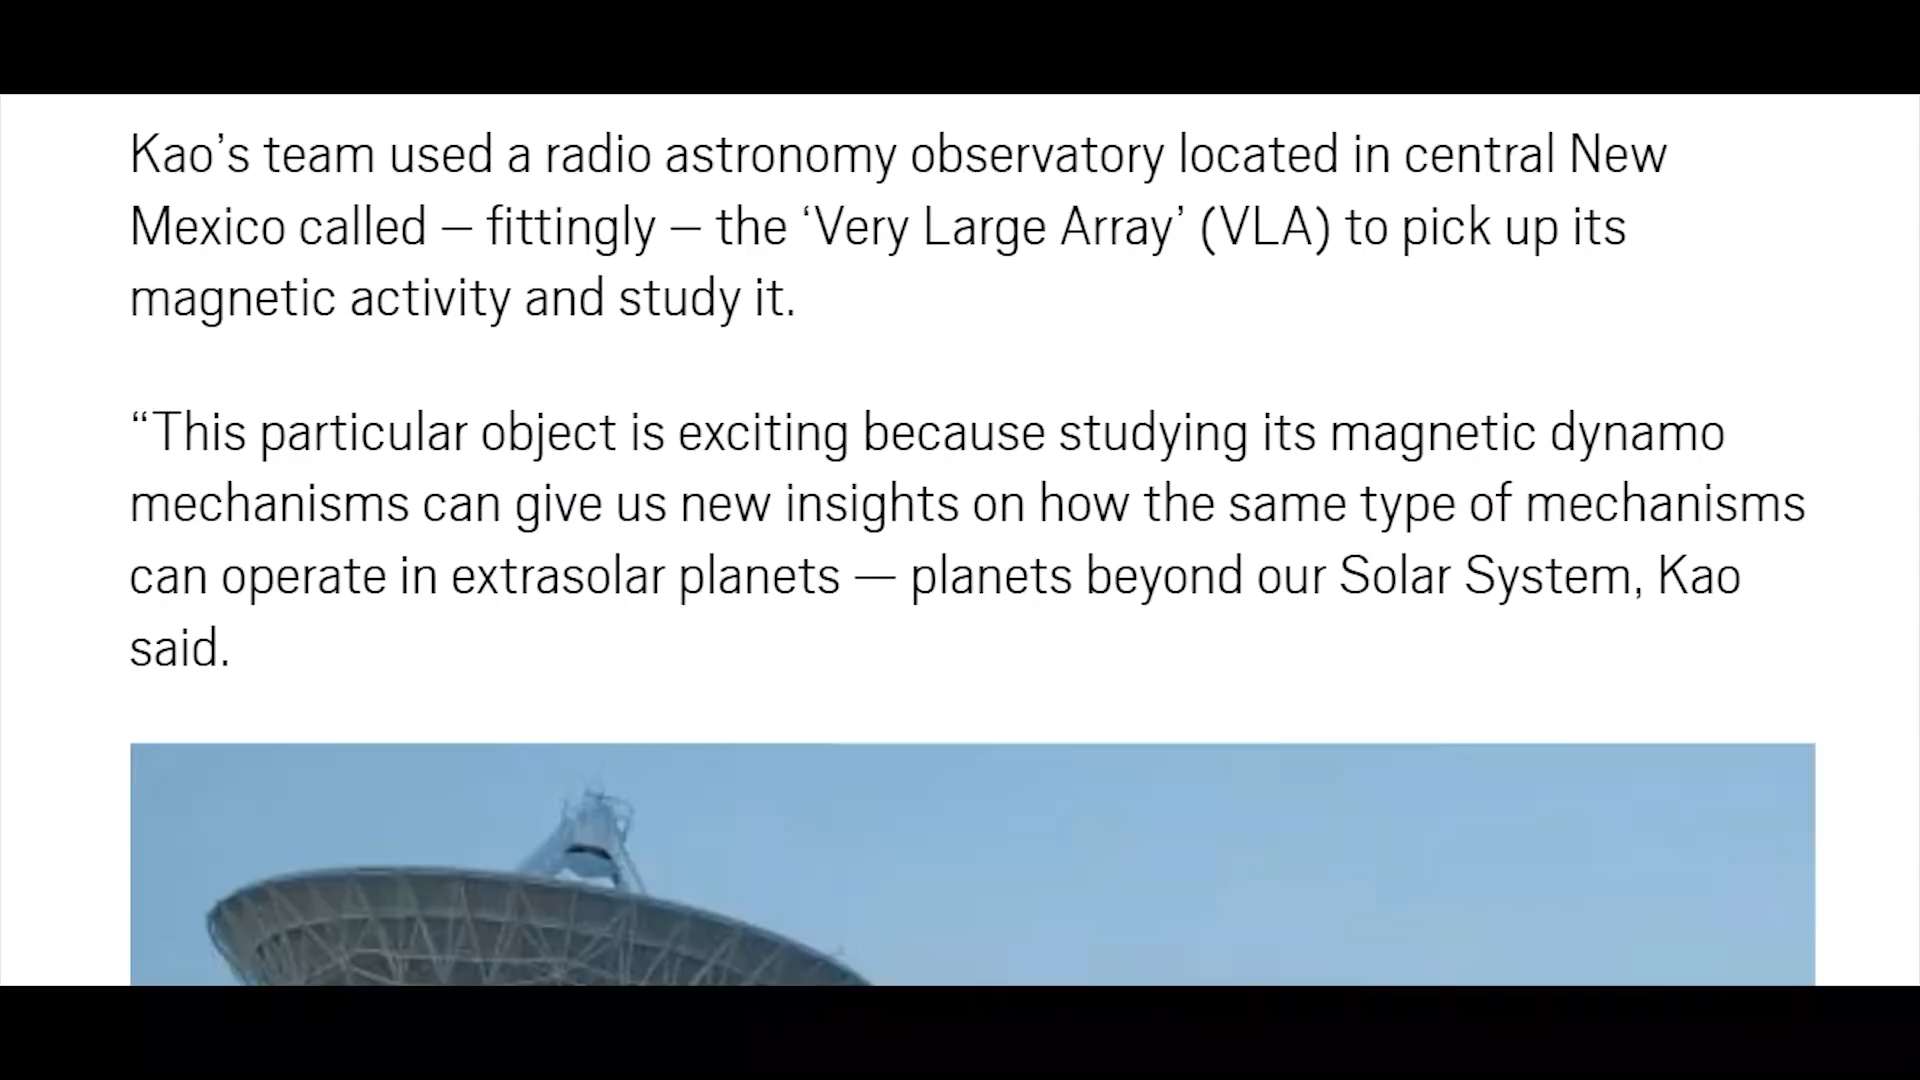 Kao’s team used a radio astronomy observatory located in central New
Mexico called – fittingly – the ‘Very Large Array’ (VLA) to pick up its
magnetic activity and study it.
“This particular object is exciting because studying its magnetic dynamo
mechanisms can give us new insights on how the same type of mechanisms
can operate in extrasolar planets — planets beyond our Solar System, Kao
said.